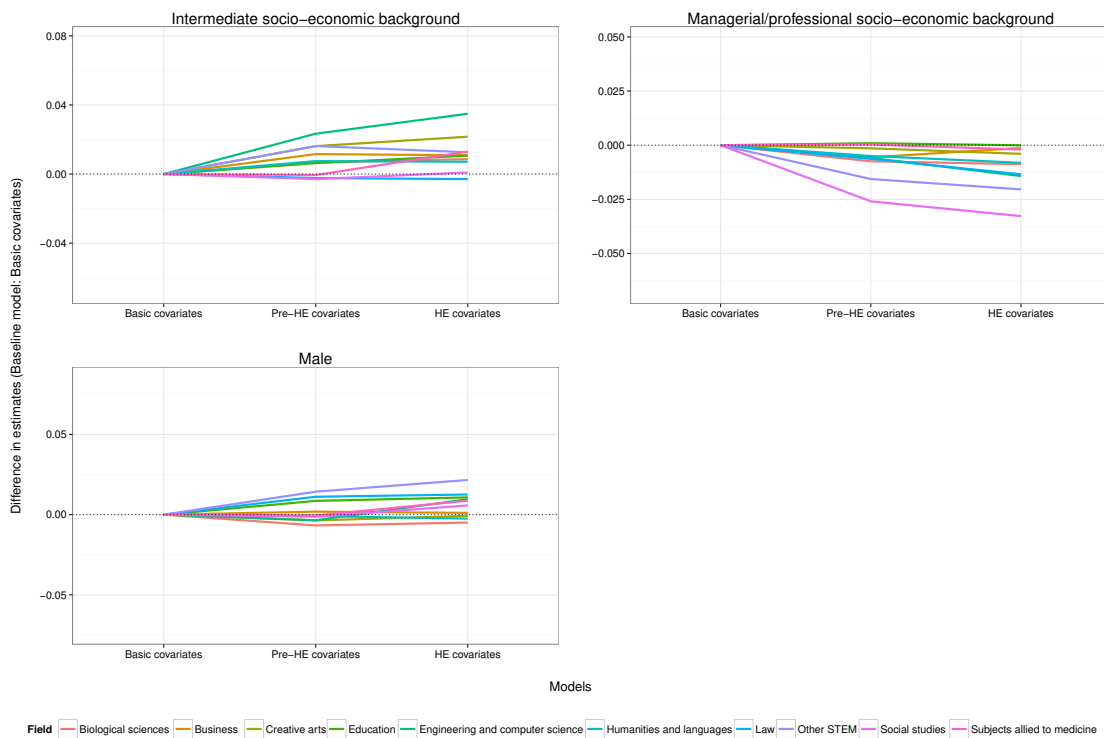 Intermediate socio−economic background
Managerial/professional socio−economic background
0.08
0.04
0.00
−0.04
Basic covariates Pre−HE covariates HE covariates
0.050
0.025
0.000
−0.025
−0.050
Basic covariates Pre−HE covariates HE covariates
Difference in estimates (Baseline model: Basic covariates)
Male
0.05
0.00
−0.05
Basic covariates Pre−HE covariates HE covariates
Models
Field Biological sciences Business Creative arts Education Engineering and computer science Humanities and languages Law Other STEM Social studies Subjects allied to medicine